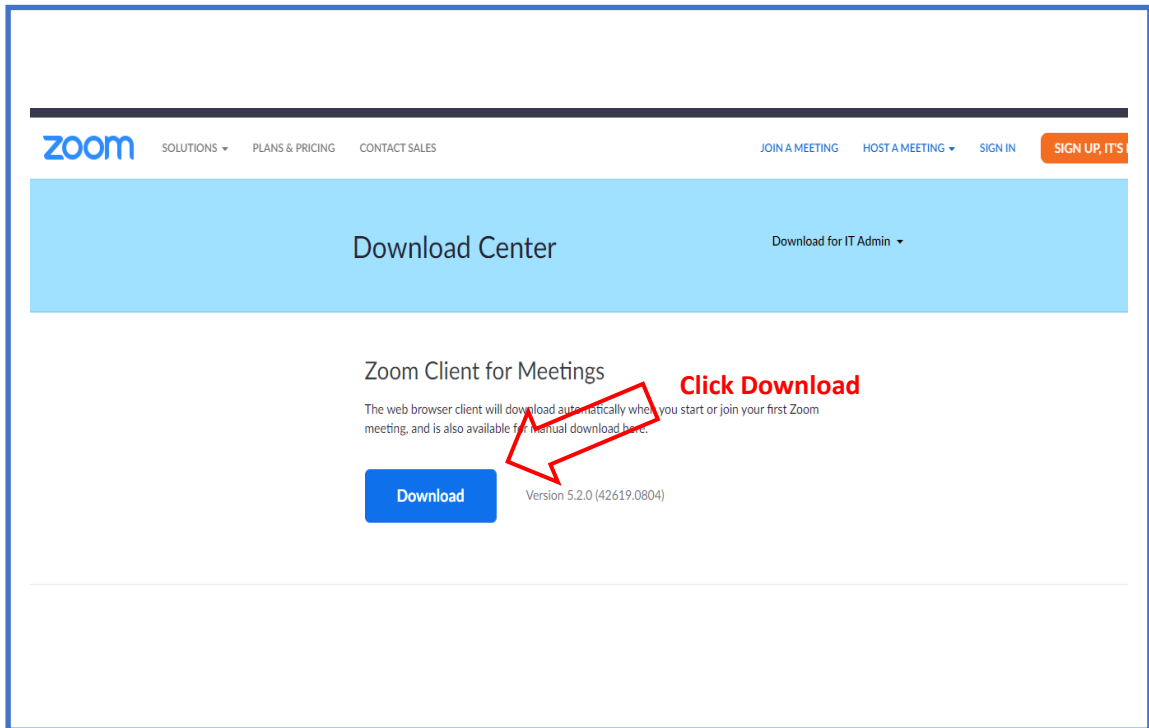 zoom SOLUTIONS PLANS & PRICING CONTACT SALES JOIN A MEETING HOST A MEETING SIGN IN SIGN UP, IT'S
Download Center Download for IT Admin
Zoom Client for Meetings
Click Download
The web browser client will download automatically when you start or join your first Zoom
meeting, and is also available for manual download here.
Download Version 5.2.0 (42619.0804)